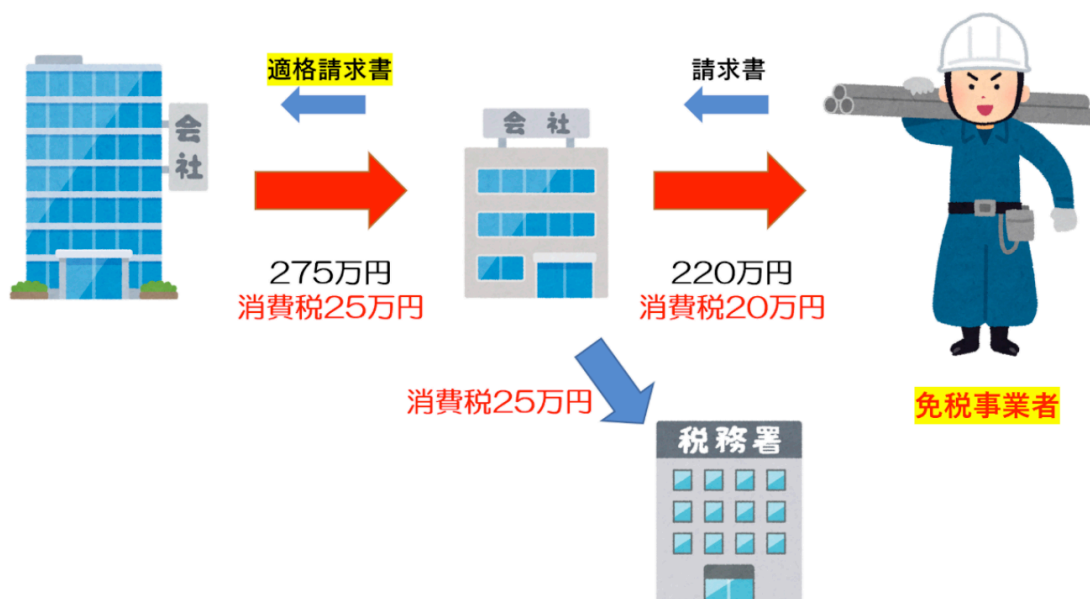 適格請求書
請求書
会社
会社
275万円
消費税25万円
220万円
消費税20万円
消費税25万円
免税事業者
税務署